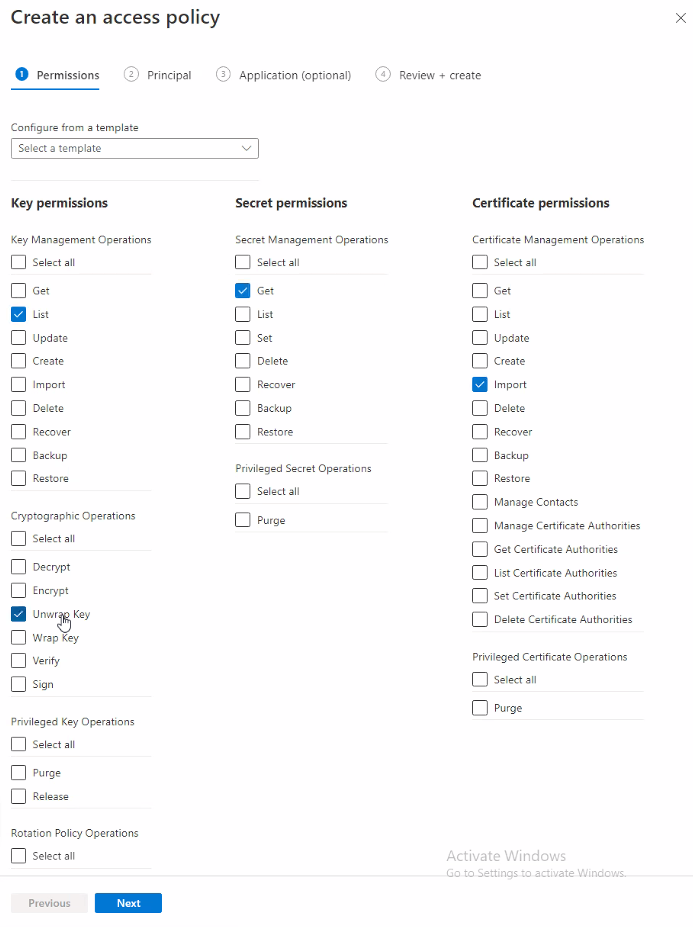 Create an access policy
1 Permissions 2 Principal 3 Application (optional) 4 Review + create
Configure from a template
Select a template
Key permissions
Key Management Operations
Select all
Get
List
Update
Create
Import
Delete
Recover
Backup
Restore
Cryptographic Operations
Select all
Decrypt
Encrypt
Unwrap Key
Wrap Key
Verify
Sign
Privileged Key Operations
Select all
Purge
Release
Rotation Policy Operations
Select all
Secret permissions
Secret Management Operations
Select all
Get
List
Set
Delete
Recover
Backup
Restore
Privileged Secret Operations
Select all
Purge
Certificate permissions
Certificate Management Operations
Select all
Get
List
Update
Create
Import
Delete
Recover
Backup
Restore
Manage Contacts
Manage Certificate Authorities
Get Certificate Authorities
List Certificate Authorities
Set Certificate Authorities
Delete Certificate Authorities
Privileged Certificate Operations
Select all
Purge
Activate Windows
Go to Settings to activate Windows.
Previous Next